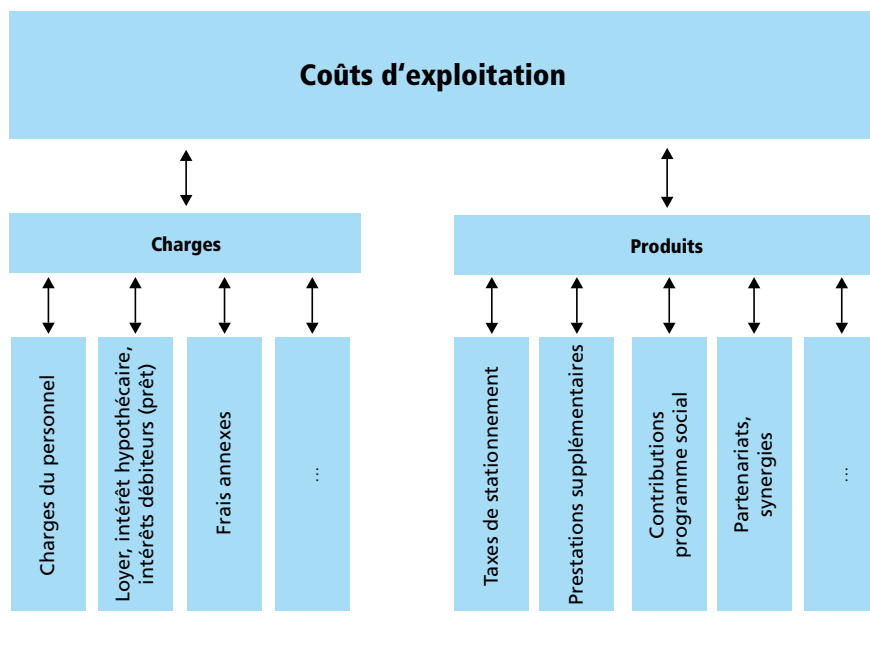 Coûts d‘exploitation
Charges
Produits
Charges du personnel
Loyer, intérêt hypothécaire,
intérêts débiteurs (prêt)
Frais annexes
...
Taxes de stationnement
Prestations supplémentaires
Contributions
programme social
Partenariats,
synergies
...